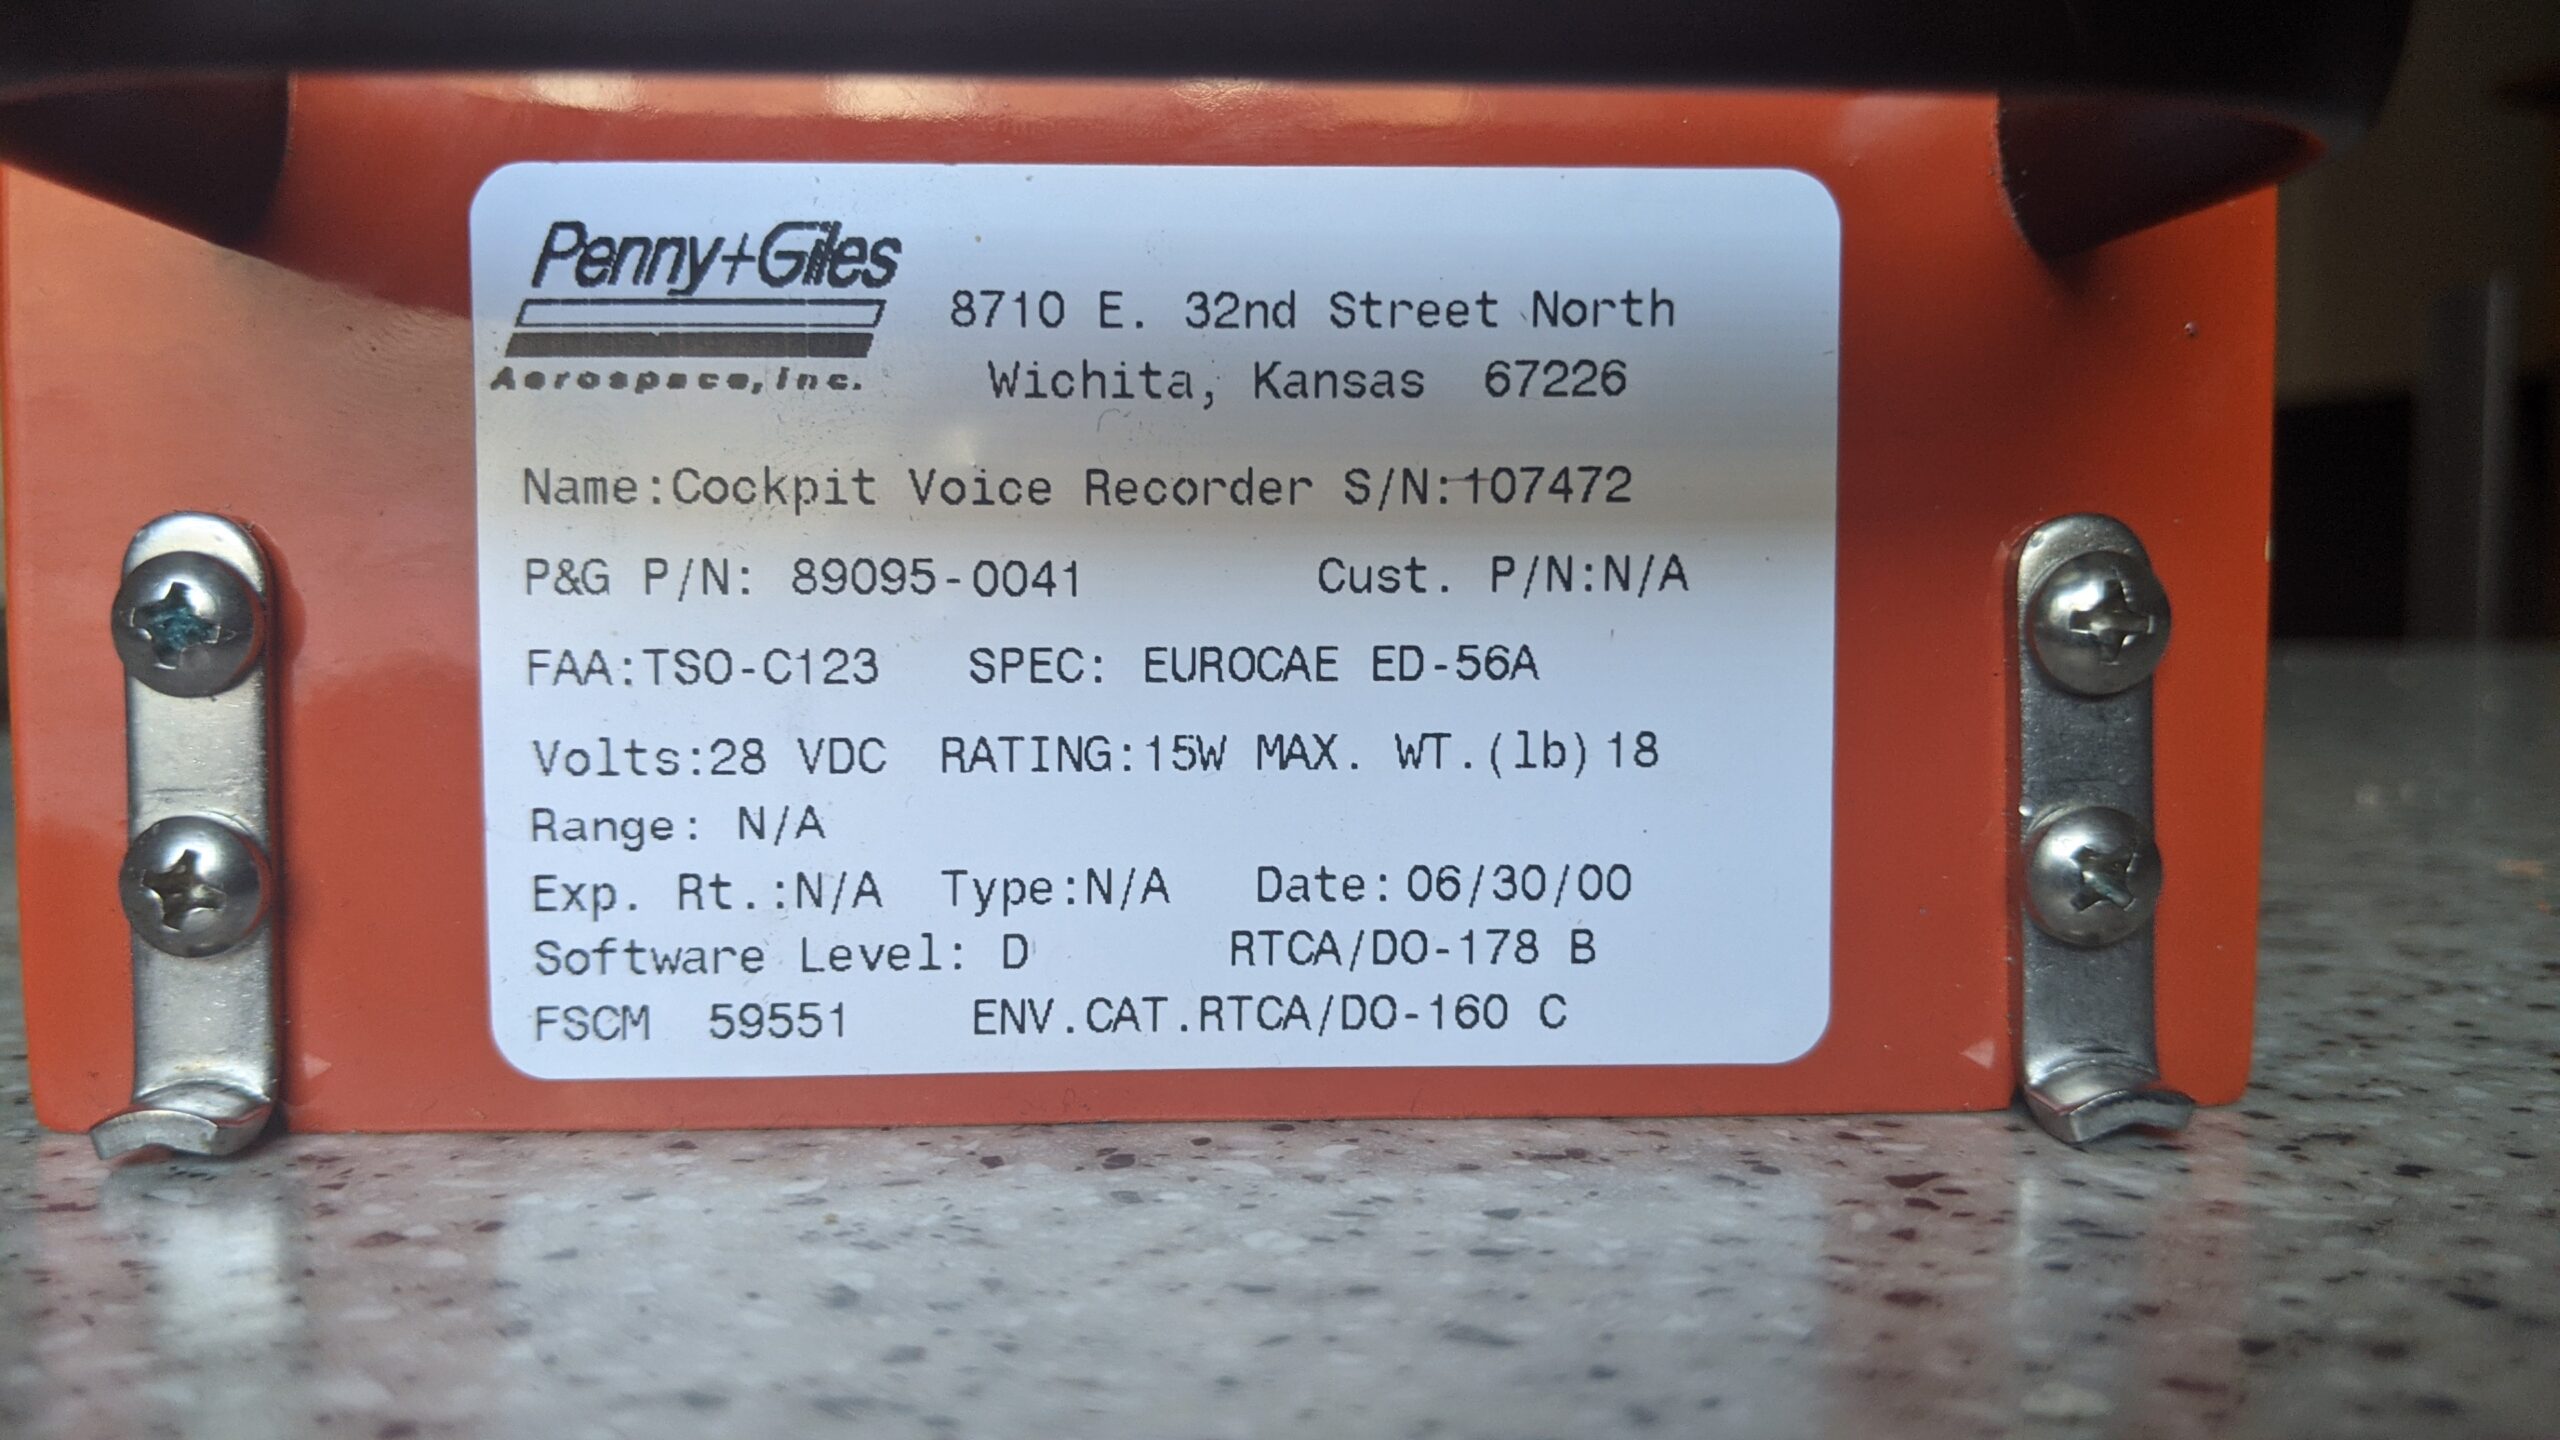 Penny+Giles
Aerospace, Inc.
8710 E. 32nd Street North
Wichita, Kansas 67226
Name:Cockpit Voice Recorder S/N:107472
P&G P/N: 89095-0041 Cust. P/N:N/A
FAA:TSO-C123 SPEC: EUROCAE ED-56A
Volts:28 VDC RATING:15W MAX. WT.(lb) 18
Range: N/A
Exp. Rt.:N/A Type:N/A Date:06/30/00
Software Level: D RTCA/DO-178 B
FSCM 59551 ENV.CAT.RTCA/DO-160 C